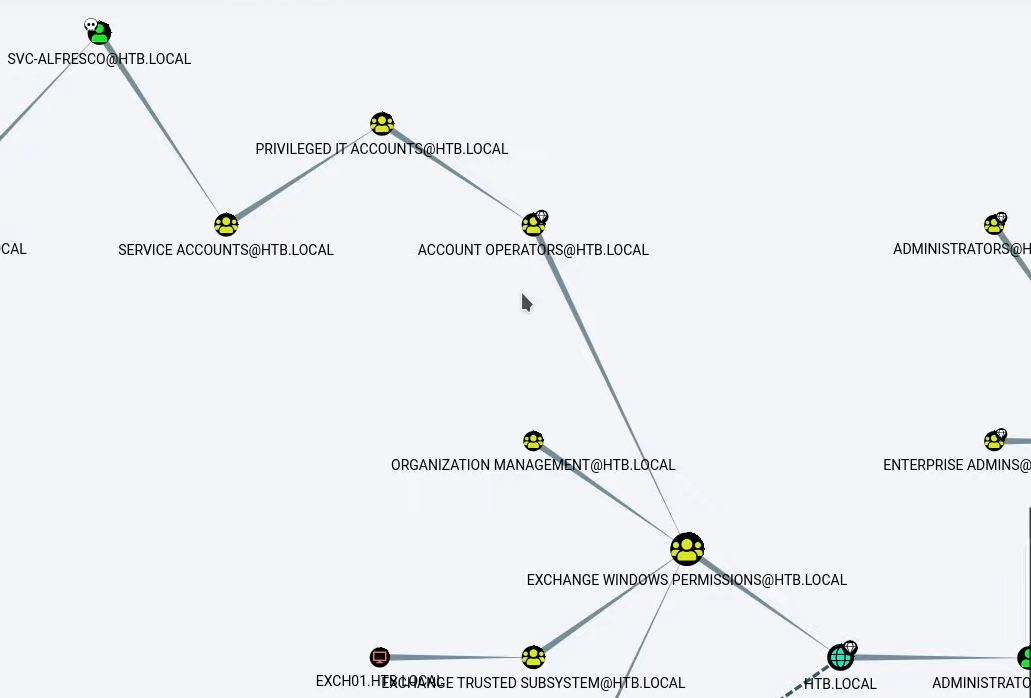 SVC-ALFRESCO@HTB.LOCAL
PRIVILEGED IT ACCOUNTS@HTB.LOCAL
CAL
SERVICE ACCOUNTS@HTB.LOCAL
ACCOUNT OPERATORS@HTB.LOCAL
ADMINISTRATORS@H
ORGANIZATION MANAGEMENT@HTB.LOCAL
ENTERPRISE ADMINS@
EXCHANGE WINDOWS PERMISSIONS@HTB.LOCAL
EXCH01.HTB.LOCAL
EXCHANGE TRUSTED SUBSYSTEM@HTB.LOCAL
HTB.LOCAL
ADMINISTRATO